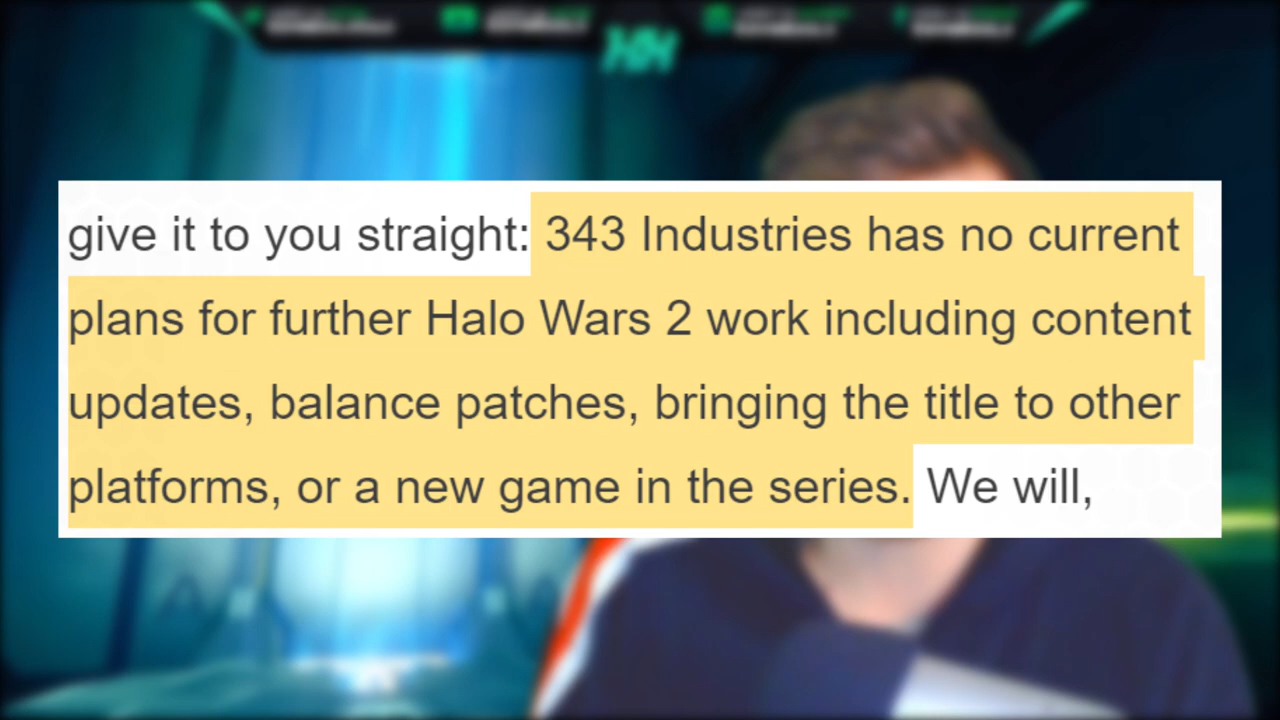 HH
give it to you straight: 343 Industries has no current
plans for further Halo Wars 2 work including content
updates, balance patches, bringing the title to other
platforms, or a new game in the series. We will,